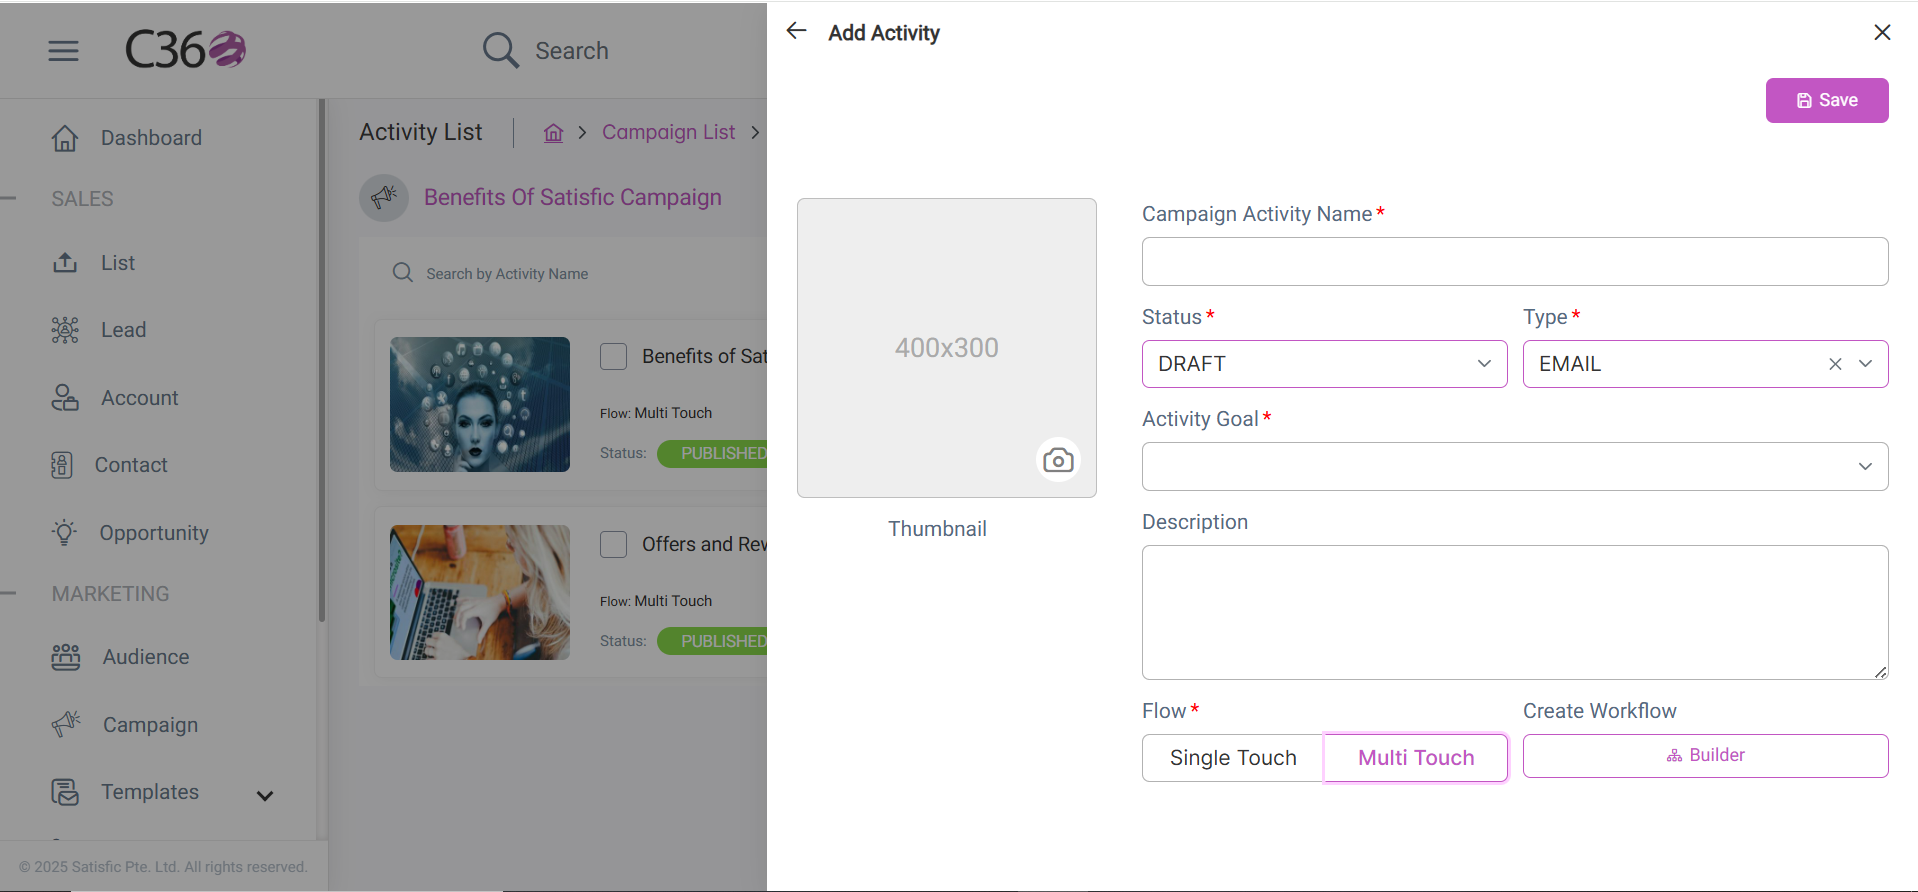 C360
Search
Dashboard
SALES
List
Lead
Account
Contact
Opportunity
MARKETING
Audience
Campaign
Templates
© 2025 Satisfic Pte. Ltd. All rights reserved.
Activity List
Campaign List
Benefits Of Satisfic Campaign
Search by Activity Name
Benefits of Sat
Flow: Multi Touch
Status: PUBLISHED
Offers and Rev
Flow: Multi Touch
Status: PUBLISHED
Add Activity
Save
400x300
Thumbnail
Campaign Activity Name *
Status * Type *
DRAFT EMAIL
Activity Goal *
Description
Flow * Create Workflow
Single Touch Multi Touch Builder